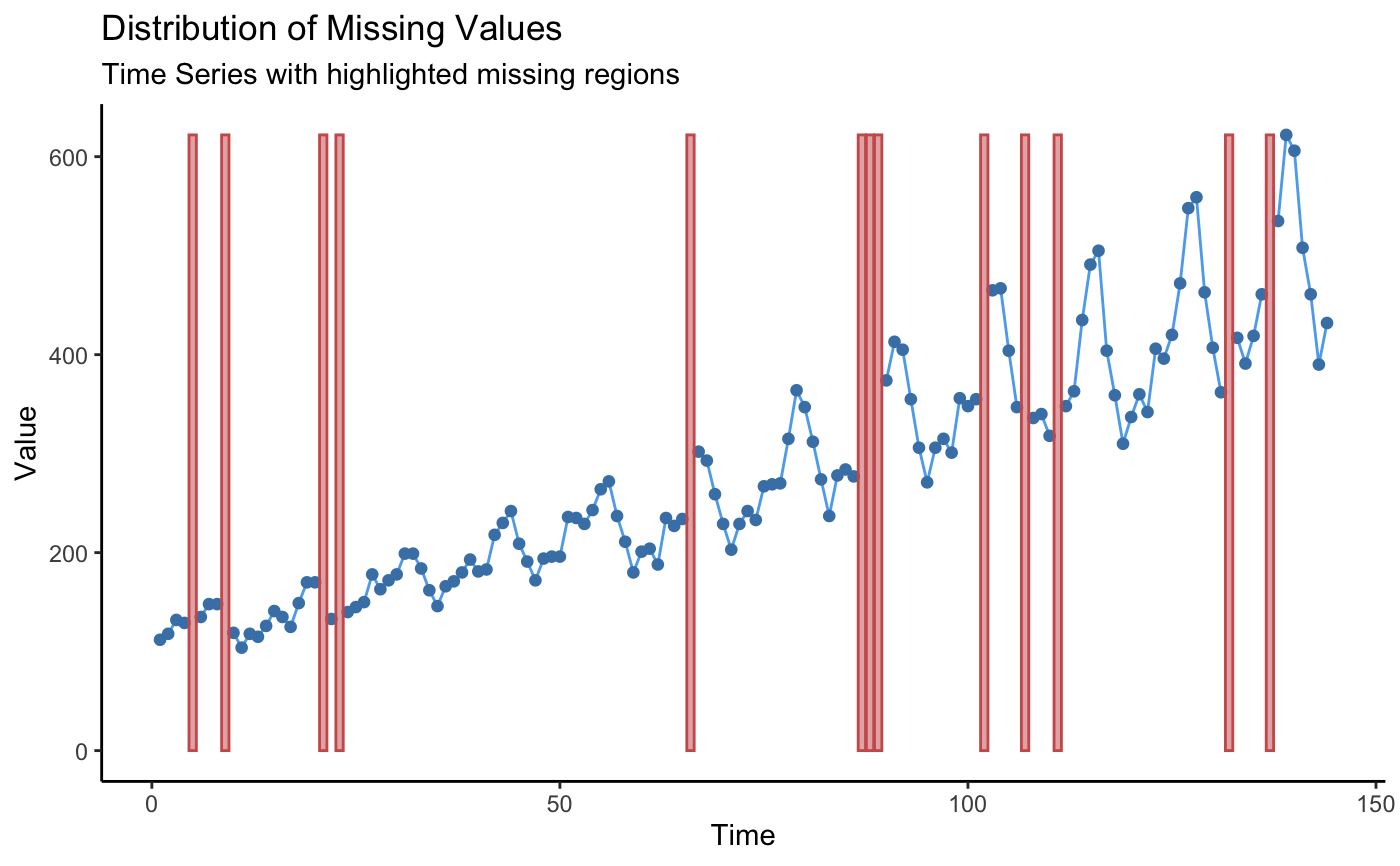 Distribution of Missing Values
Time Series with highlighted missing regions
600
400
200
0
Value
0 50 100 150
Time